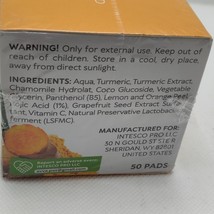 WARNING! Only for external use. Keep out
of reach of children. Store in a cool, dry place
away from direct sunlight.
INGREDIENTS: Aqua, Turmeric, Turmeric Extract,
Chamomile Hydrolat, Coco Glucoside, Vegetable
Glycerin, Panthenol (B5), Lemon and Orange Peel
Acid (1%), Grapefruit Seed Extract
Vitamin C, Natural Preservative Lactobac
ferment (LSFMC).
MANUFACTURED FOR:
INTESCO PRO LLC
30 N GOULD ST STE R
SHERIDAN, WY 82801
UNITED STATES
50 PADS